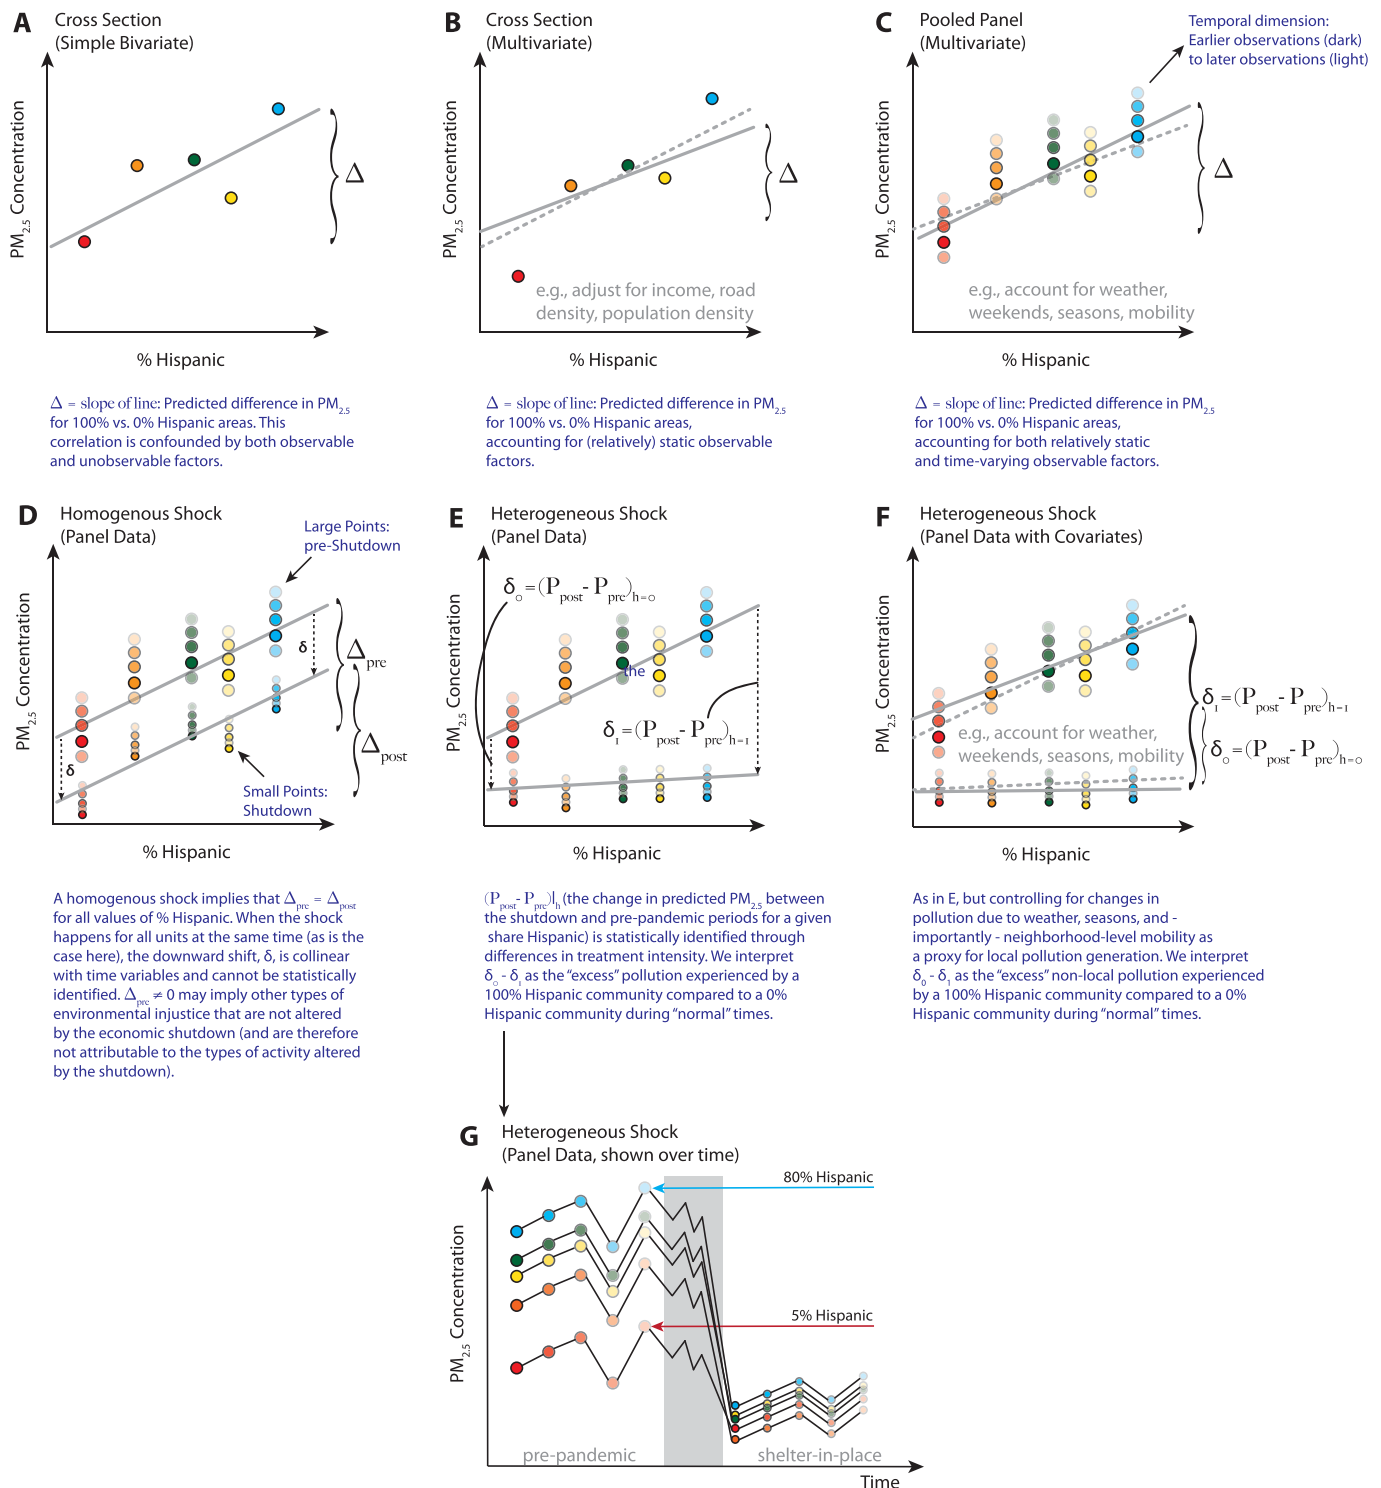 A Cross Section
(Simple Bivariate)
PM2.5 Concentration
Δ
% Hispanic
Δ = slope of line: Predicted difference in PM2.5
for 100% vs. 0% Hispanic areas. This
correlation is confounded by both observable
and unobservable factors.
B Cross Section
(Multivariate)
PM2.5 Concentration
Δ
e.g., adjust for income, road
density, population density
% Hispanic
Δ = slope of line: Predicted difference in PM2.5
for 100% vs. 0% Hispanic areas,
accounting for (relatively) static observable
factors.
C Pooled Panel
(Multivariate)
Temporal dimension:
Earlier observations (dark)
to later observations (light)
PM2.5 Concentration
Δ
e.g., account for weather,
weekends, seasons, mobility
% Hispanic
Δ = slope of line: Predicted difference in PM2.5
for 100% vs. 0% Hispanic areas,
accounting for both relatively static
and time-varying observable factors.
D Homogenous Shock
(Panel Data)
Large Points:
pre-Shutdown
PM2.5 Concentration
δ
Δpre
Δpost
δ
Small Points:
Shutdown
% Hispanic
A homogenous shock implies that Δpre = Δpost
for all values of % Hispanic. When the shock
happens for all units at the same time (as is the
case here), the downward shift, δ, is collinear
with time variables and cannot be statistically
identified. Δpre ≠ 0 may imply other types of
environmental injustice that are not altered
by the economic shutdown (and are therefore
not attributable to the types of activity altered
by the shutdown).
E Heterogeneous Shock
(Panel Data)
δ0 = (Ppost - Ppre)h=0
PM2.5 Concentration
the
δ1 = (Ppost - Ppre)h=1
% Hispanic
(Ppost - Ppre)|h (the change in predicted PM2.5 between
the shutdown and pre-pandemic periods for a given
share Hispanic) is statistically identified through
differences in treatment intensity. We interpret
δ0 - δ1 as the “excess” pollution experienced by a
100% Hispanic community compared to a 0%
Hispanic community during “normal” times.
F Heterogeneous Shock
(Panel Data with Covariates)
PM2.5 Concentration
δ1 = (Ppost - Ppre)h=1
δ0 = (Ppost - Ppre)h=0
e.g., account for weather,
weekends, seasons, mobility
% Hispanic
As in E, but controlling for changes in
pollution due to weather, seasons, and -
importantly - neighborhood-level mobility as
a proxy for local pollution generation. We interpret
δ0 - δ1 as the “excess” non-local pollution experienced
by a 100% Hispanic community compared to a 0%
Hispanic community during “normal” times.
G Heterogeneous Shock
(Panel Data, shown over time)
80% Hispanic
PM2.5 Concentration
5% Hispanic
pre-pandemic
shelter-in-place
Time